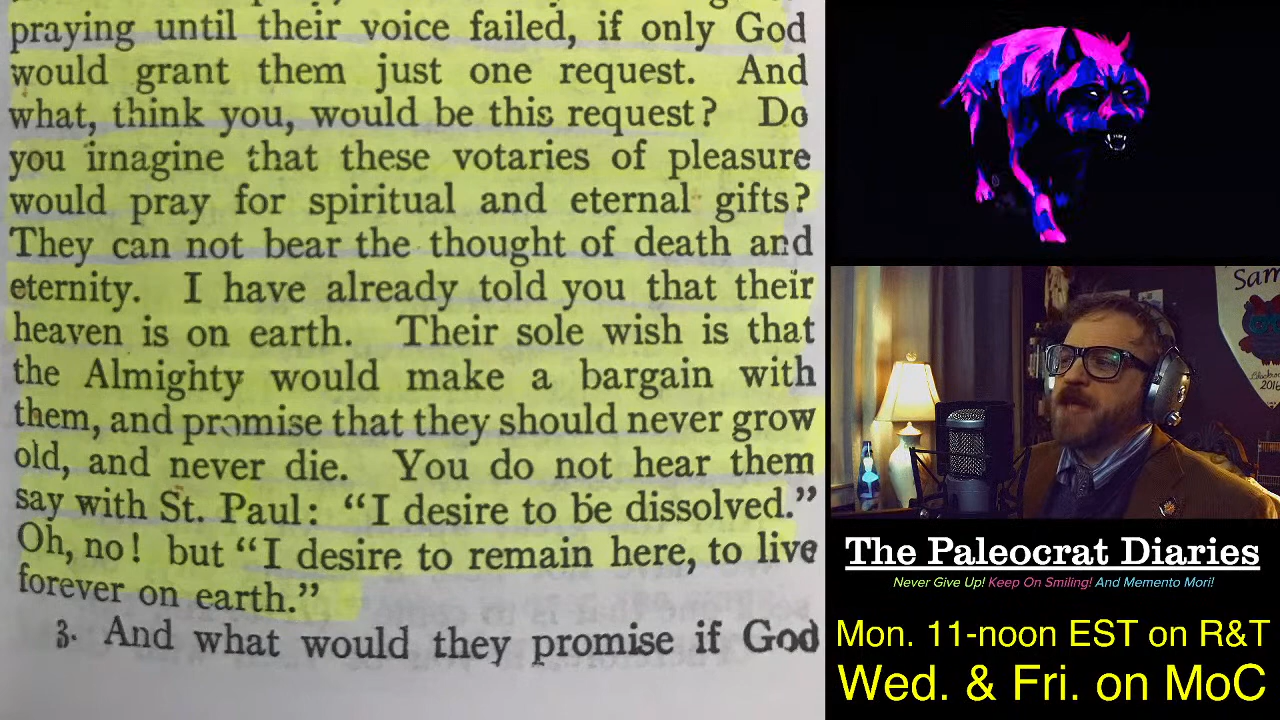 praying until their voice failed, if only God
would grant them just one request. And
what, think you, would be this request? Do
you imagine that these votaries of pleasure
would pray for spiritual and eternal gifts?
They can not bear the thought of death and
eternity. I have already told you that their
heaven is on earth. Their sole wish is that
the Almighty would make a bargain with
them, and promise that they should never grow
old, and never die. You do not hear them
say with St. Paul: “I desire to be dissolved.”
Oh, no! but “I desire to remain here, to live
forever on earth.”
3. And what would they promise if God
Sam
2016
The Paleocrat Diaries
Never Give Up! Keep On Smiling! And Memento Mori!
Mon. 11-noon EST on R&T
Wed. & Fri. on MoC